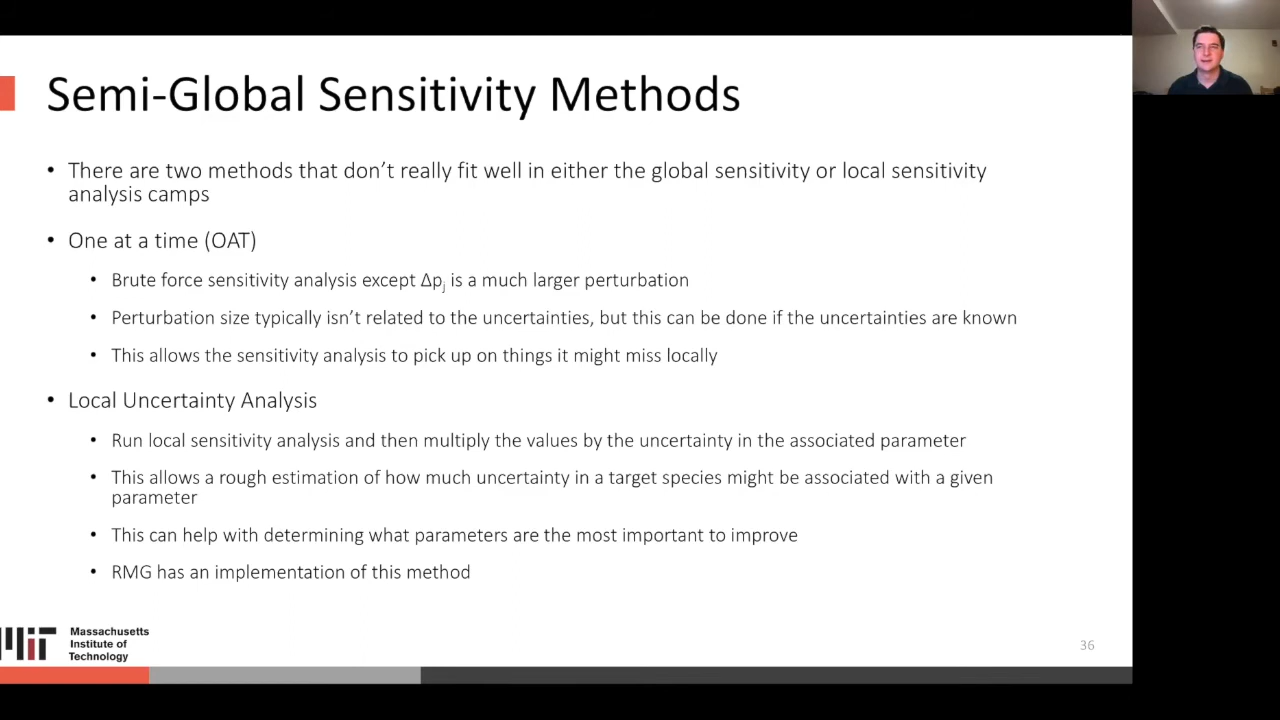 Semi-Global Sensitivity Methods
• There are two methods that don’t really fit well in either the global sensitivity or local sensitivity
analysis camps
• One at a time (OAT)
• Brute force sensitivity analysis except Δpj is a much larger perturbation
• Perturbation size typically isn’t related to the uncertainties, but this can be done if the uncertainties are known
• This allows the sensitivity analysis to pick up on things it might miss locally
• Local Uncertainty Analysis
• Run local sensitivity analysis and then multiply the values by the uncertainty in the associated parameter
• This allows a rough estimation of how much uncertainty in a target species might be associated with a given
parameter
• This can help with determining what parameters are the most important to improve
• RMG has an implementation of this method
MIT
Massachusetts
Institute of
Technology
36